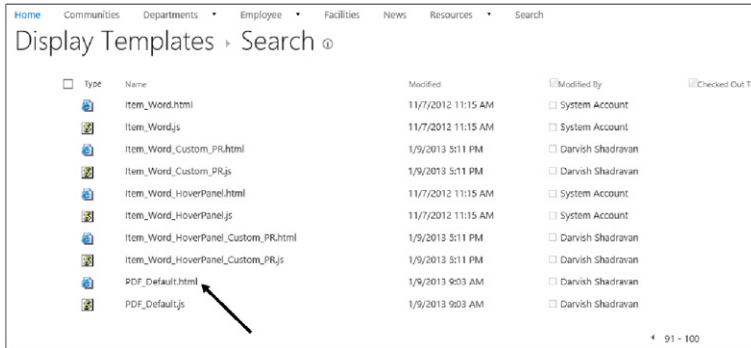 Home Communities Departments Employee Facilities News Resources Search
Display Templates Search
Type Name Modified Modified By Checked Out T
Item_Word.html 11/7/2012 11:15 AM System Account
Item_Word.js 11/7/2012 11:15 AM System Account
Item_Word_Custom_PR.html 1/9/2013 5:11 PM Darvish Shadravan
Item_Word_Custom_PR.js 1/9/2013 5:11 PM Darvish Shadravan
Item_Word_HoverPanel.html 11/7/2012 11:15 AM System Account
Item_Word_HoverPanel.js 11/7/2012 11:15 AM System Account
Item_Word_HoverPanel_Custom_PR.html 1/9/2013 5:11 PM Darvish Shadravan
Item_Word_HoverPanel_Custom_PR.js 1/9/2013 5:11 PM Darvish Shadravan
PDF_Default.html 1/9/2013 9:03 AM Darvish Shadravan
PDF_Default.js 1/9/2013 9:03 AM Darvish Shadravan
91 - 100